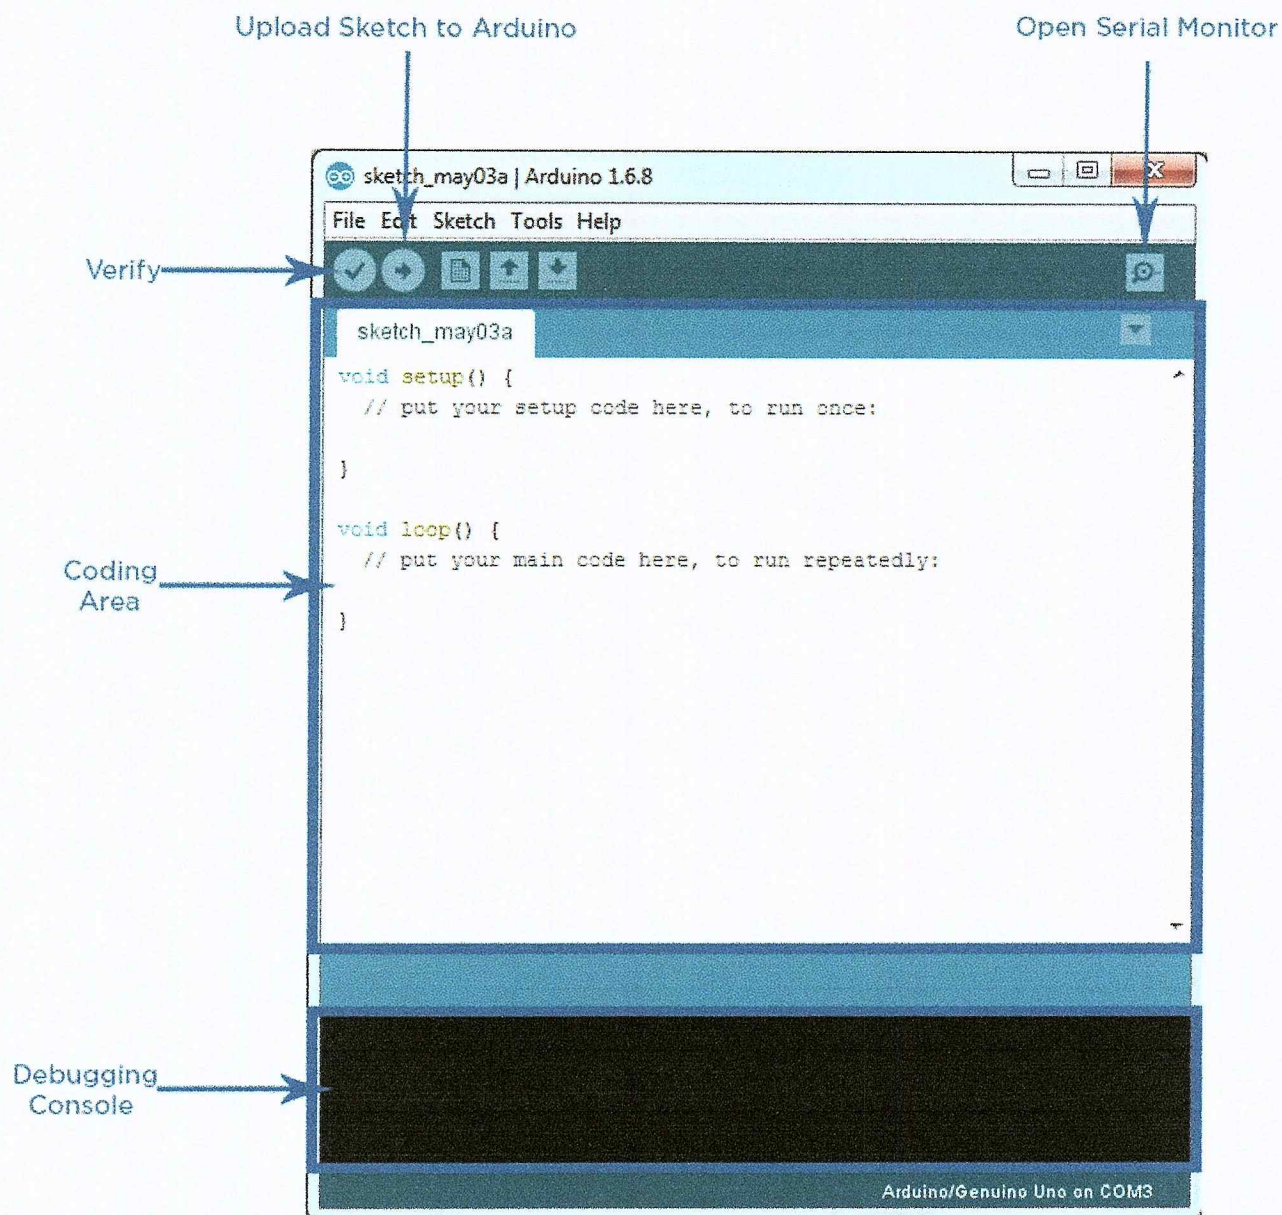 Upload Sketch to Arduino
Open Serial Monitor
sketch_may03a | Arduino 1.6.8
File Edit Sketch Tools Help
Verify
sketch_may03a
void setup() {
// put your setup code here, to run once:
}
void loop() {
// put your main code here, to run repeatedly:
}
Coding
Area
Debugging
Console
Arduino/Genuino Uno on COM3